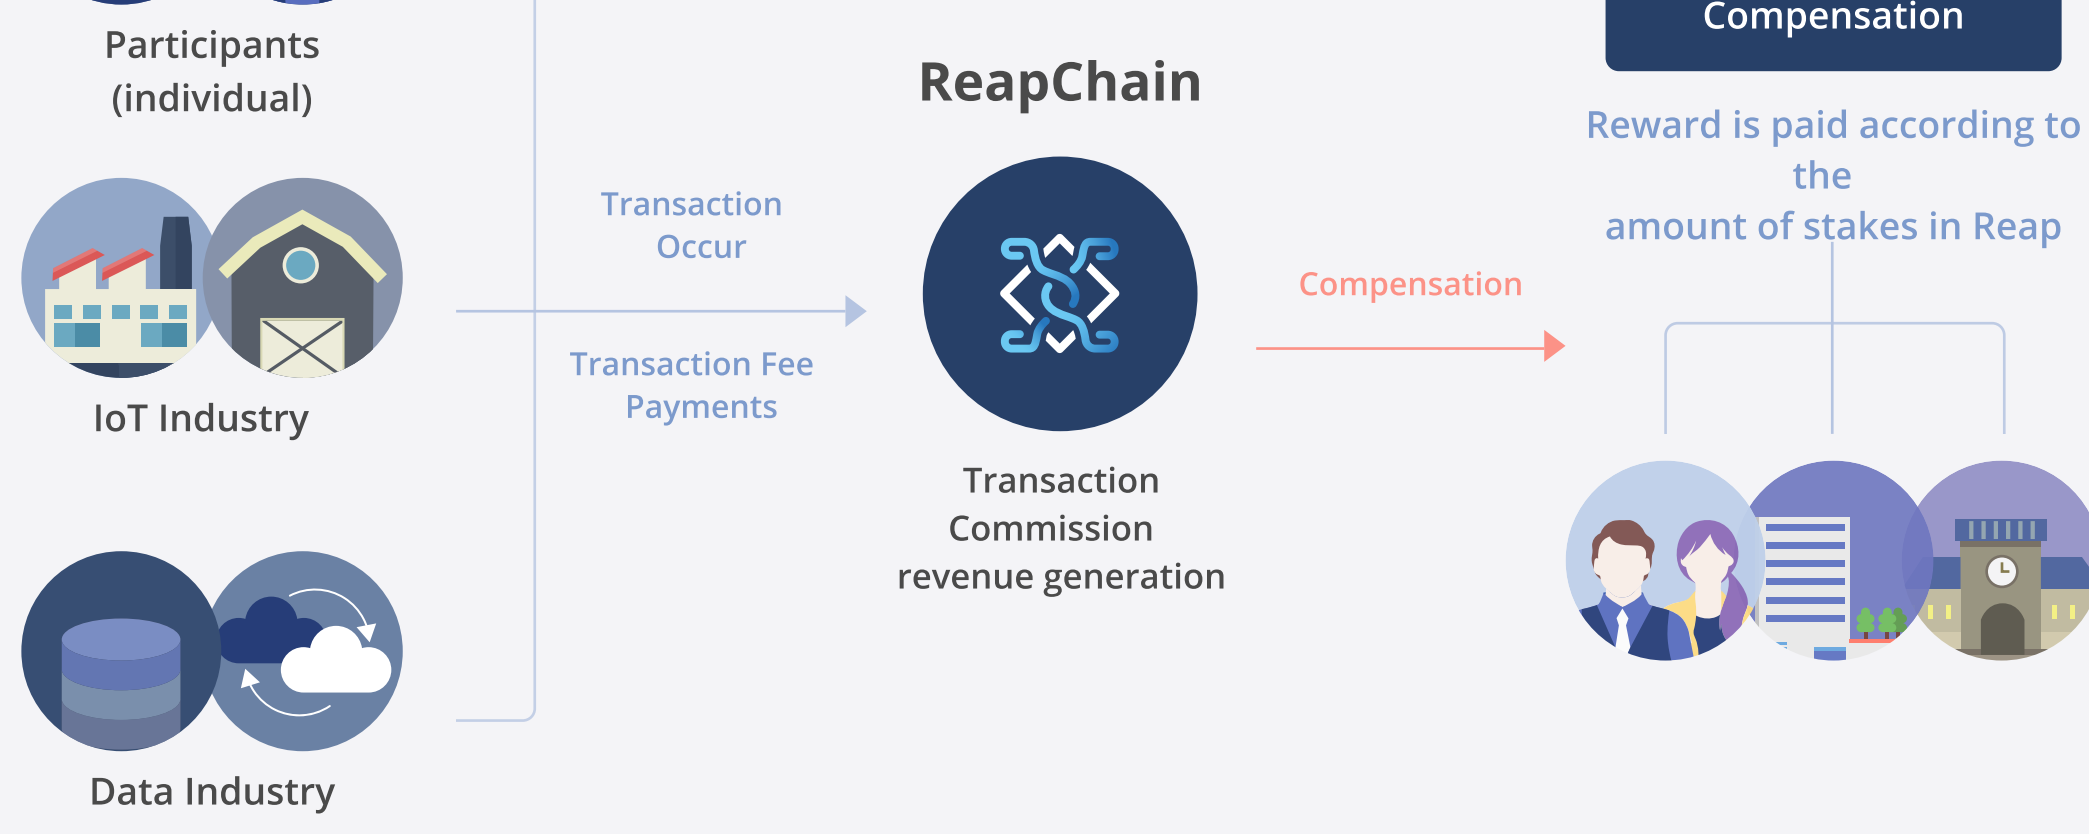 Participants
(individual)
IoT Industry
Data Industry
Transaction
Occur
Transaction Fee
Payments
ReapChain
Transaction
Commission
revenue generation
Compensation
Compensation
Reward is paid according to
the
amount of stakes in Reap